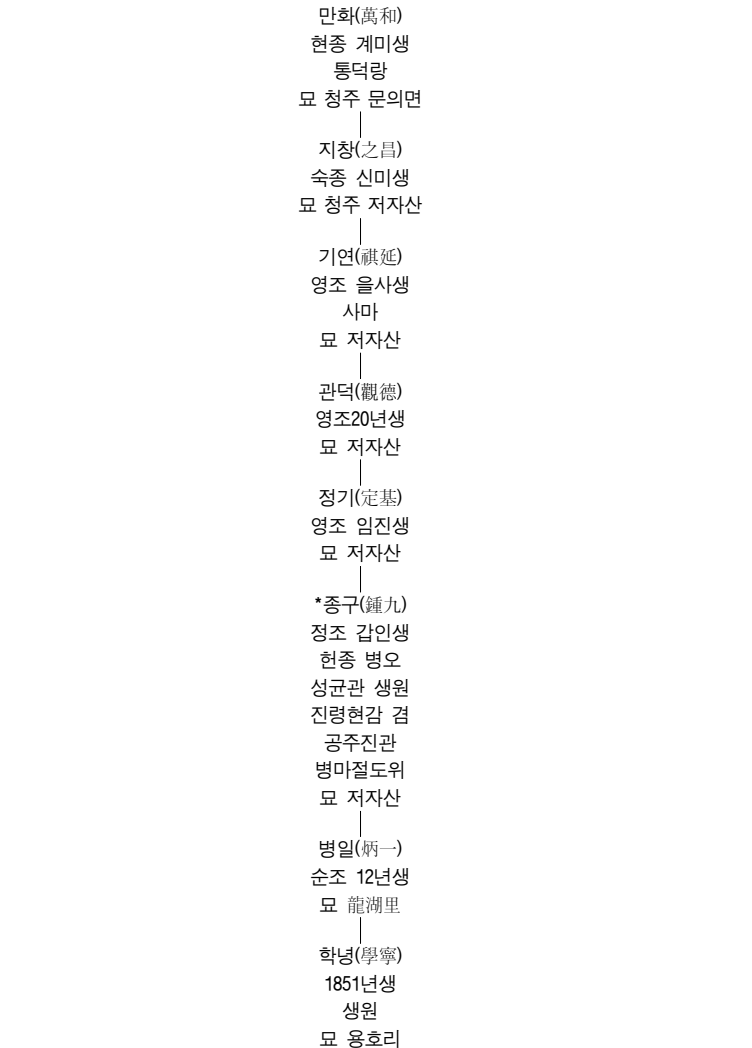 만화(萬和)
현종 계미생
통덕랑
묘 청주 문의면
지창(之昌)
숙종 신미생
묘 청주 저자산
기연(祺延)
영조 을사생
사마
묘 저자산
관덕(觀德)
영조20년생
묘 저자산
정기(定基)
영조 임진생
묘 저자산
*종구(鍾九)
정조 갑인생
헌종 병오
성균관 생원
진령현감 겸
공주진관
병마절도위
묘 저자산
병일(炳一)
순조 12년생
묘 龍湖里
학녕(學寧)
1851년생
생원
묘 용호리